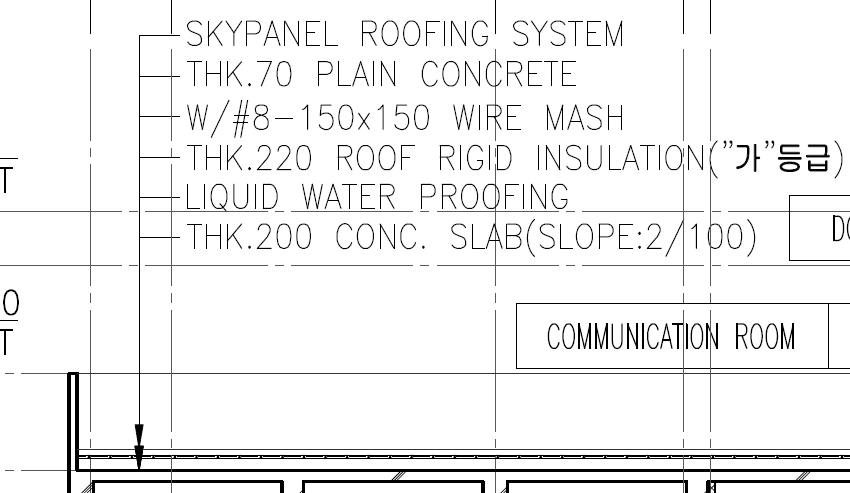 SKYPANEL ROOFING SYSTEM
THK.70 PLAIN CONCRETE
W/#8-150x150 WIRE MASH
THK.220 ROOF RIGID INSULATION("가"등급)
T
LIQUID WATER PROOFING
THK.200 CONC. SLAB(SLOPE:2/100)
0
T
COMMUNICATION ROOM